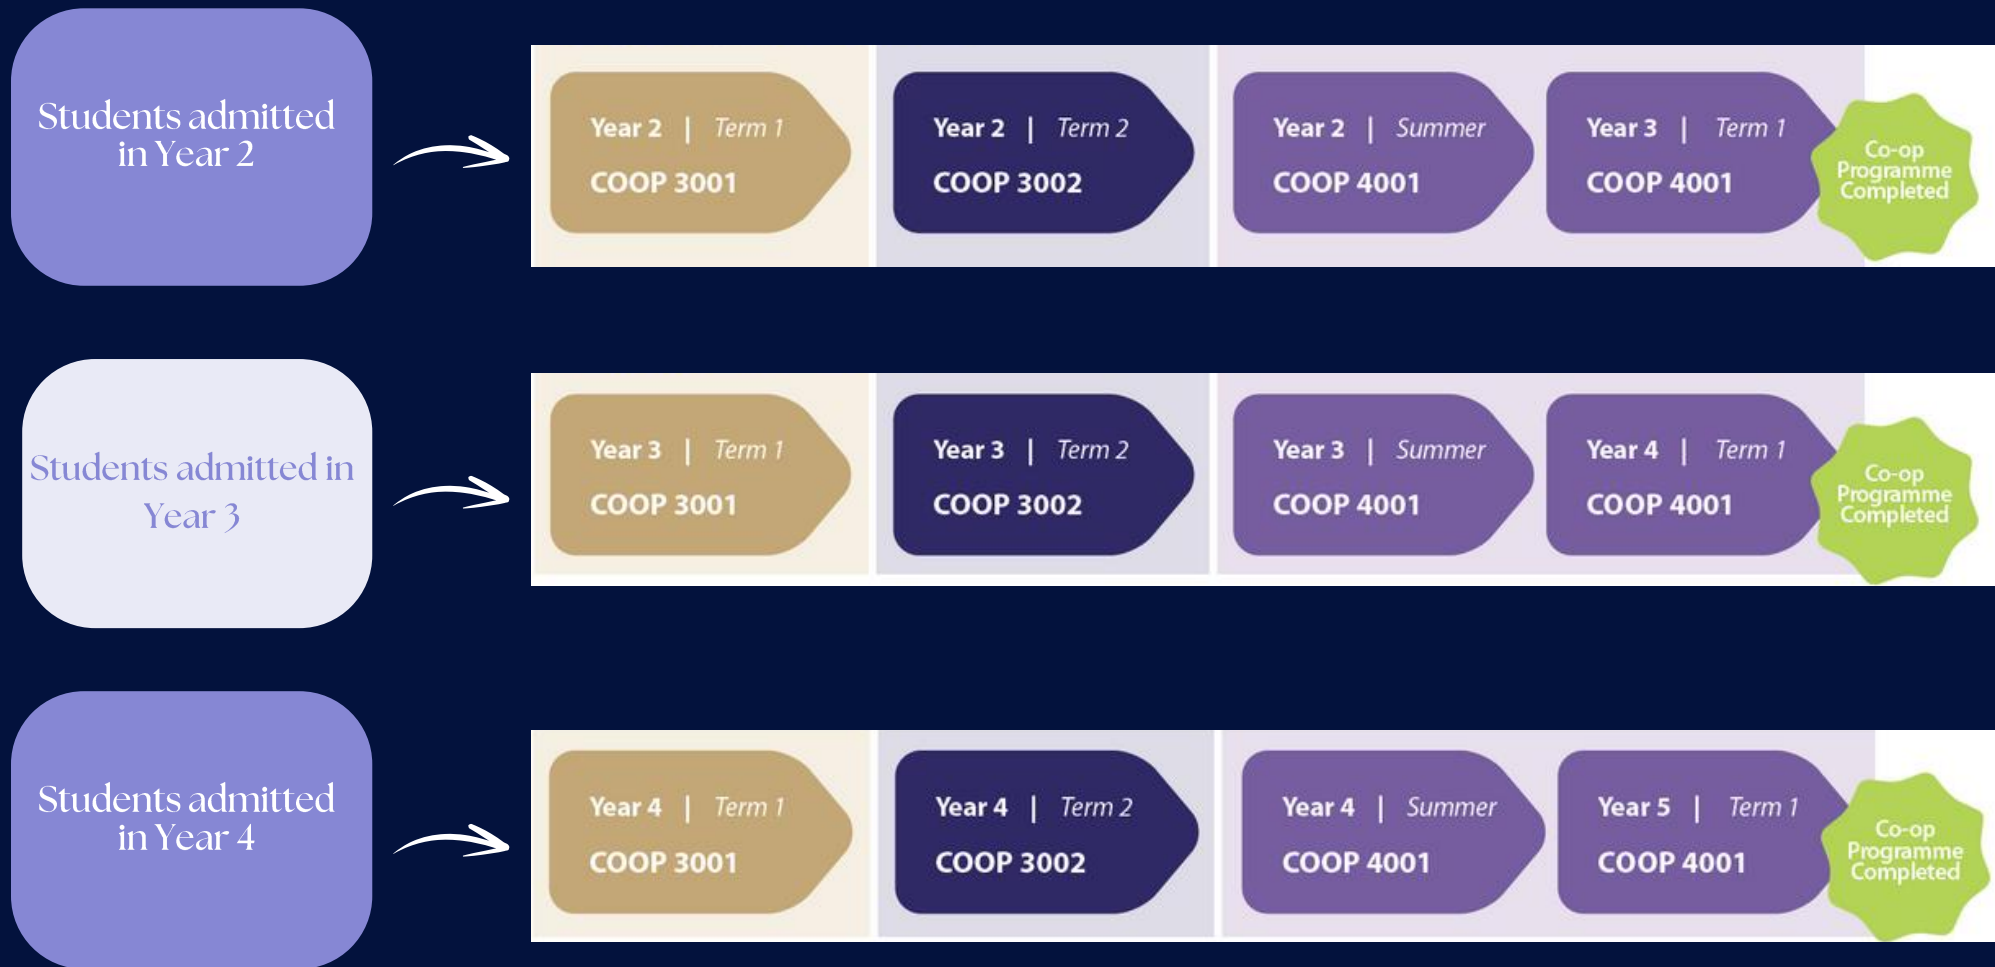 Students admitted
in Year 2
Year 2 | Term 1
COOP 3001
Year 2 | Term 2
COOP 3002
Year 2 | Summer
COOP 4001
Year 3 | Term 1
COOP 4001
Co-op
Programme
Completed
Students admitted in
Year 3
Year 3 | Term 1
COOP 3001
Year 3 | Term 2
COOP 3002
Year 3 | Summer
COOP 4001
Year 4 | Term 1
COOP 4001
Co-op
Programme
Completed
Students admitted
in Year 4
Year 4 | Term 1
COOP 3001
Year 4 | Term 2
COOP 3002
Year 4 | Summer
COOP 4001
Year 5 | Term 1
COOP 4001
Co-op
Programme
Completed